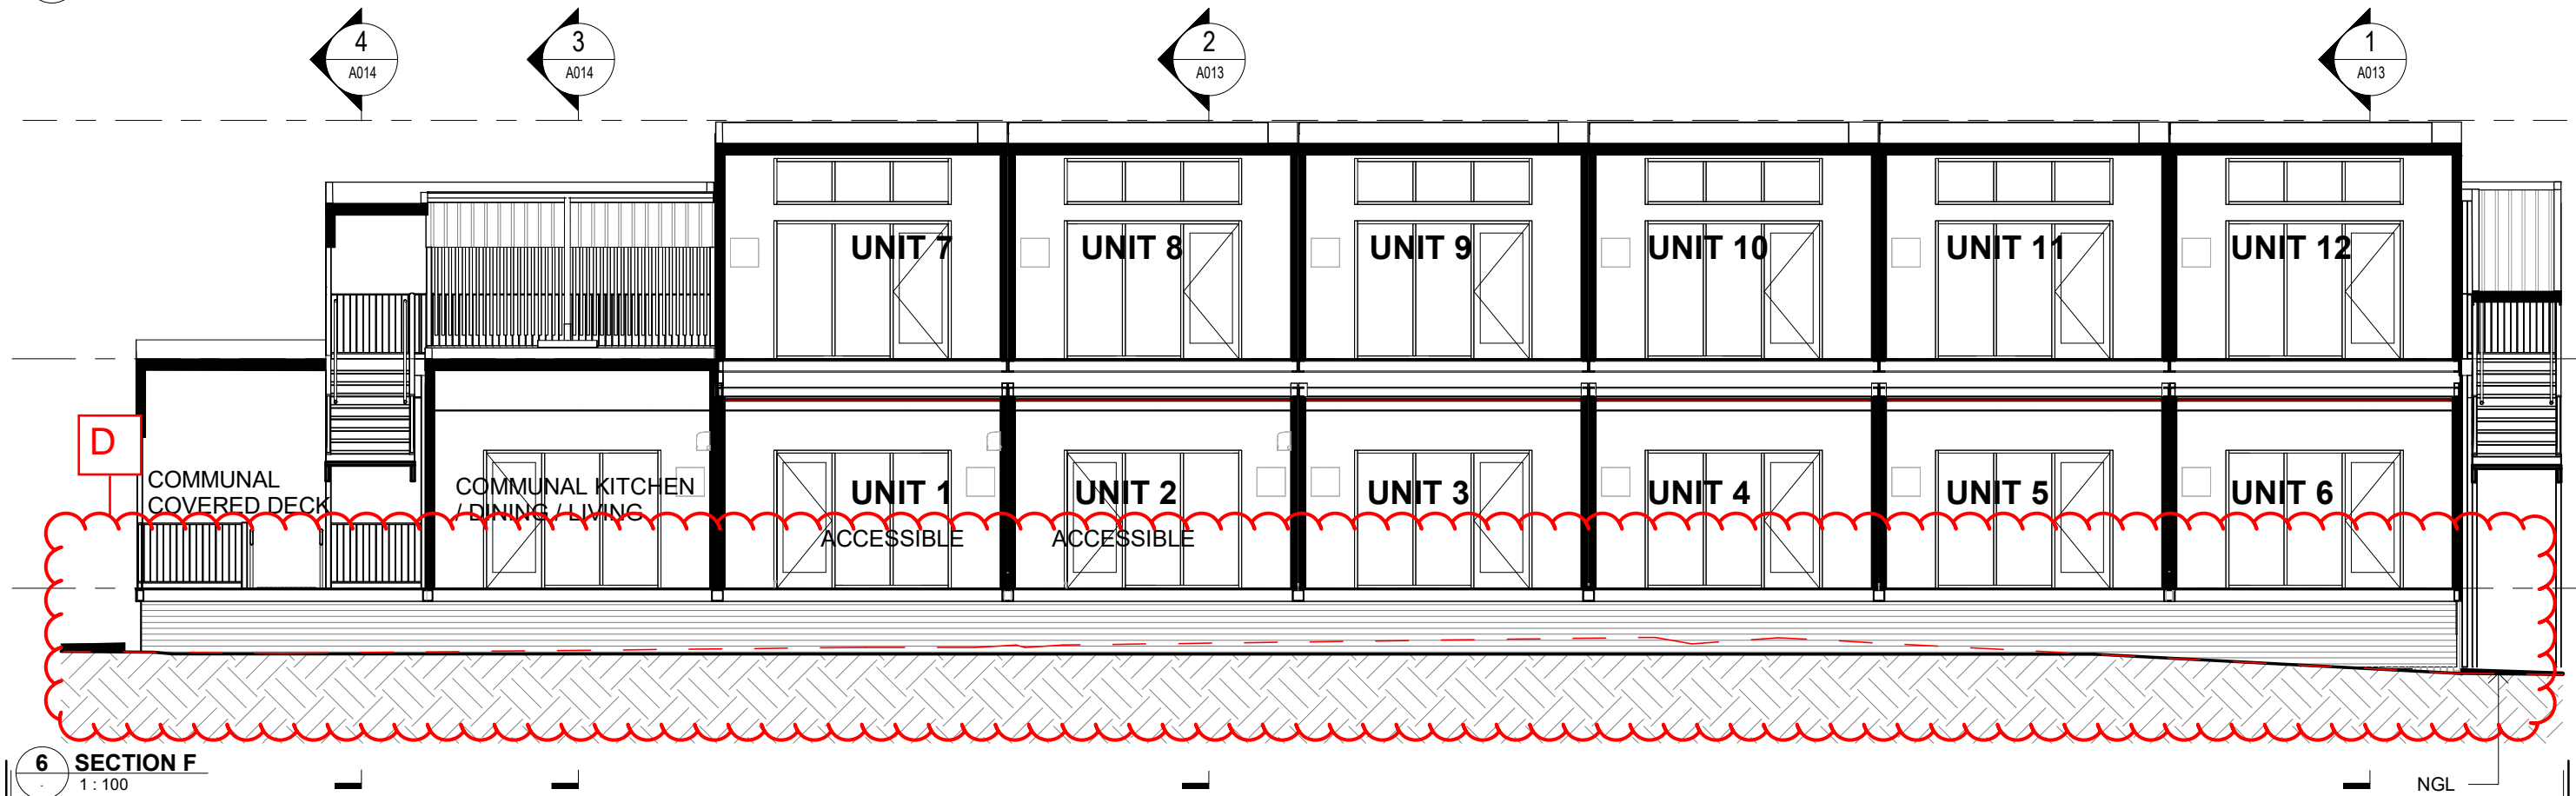 4
A014
3
A014
2
A013
1
A013
UNIT 7
UNIT 8
UNIT 9
UNIT 10
UNIT 11
UNIT 12
D
COMMUNAL
COVERED DECK
COMMUNAL KITCHEN
/ DINING / LIVING
UNIT 1
ACCESSIBLE
UNIT 2
ACCESSIBLE
UNIT 3
UNIT 4
UNIT 5
UNIT 6
6
SECTION F
1 : 100
NGL